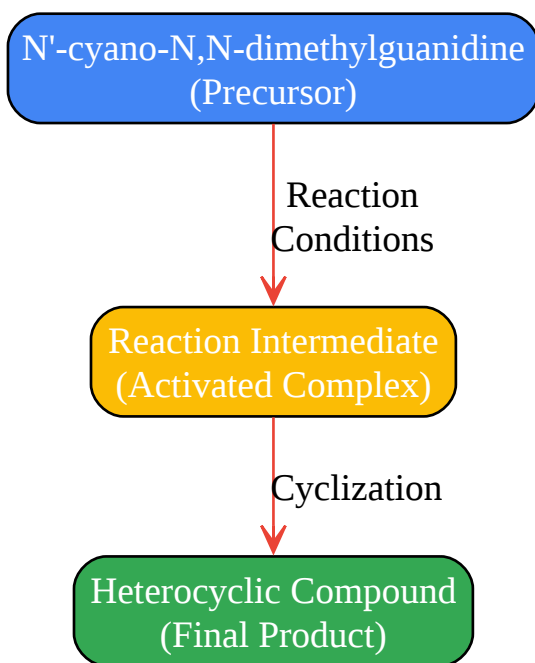 N'-cyano-N,N-dimethylguanidine
(Precursor)
Reaction
Conditions
Reaction Intermediate
(Activated Complex)
Cyclization
Heterocyclic Compound
(Final Product)